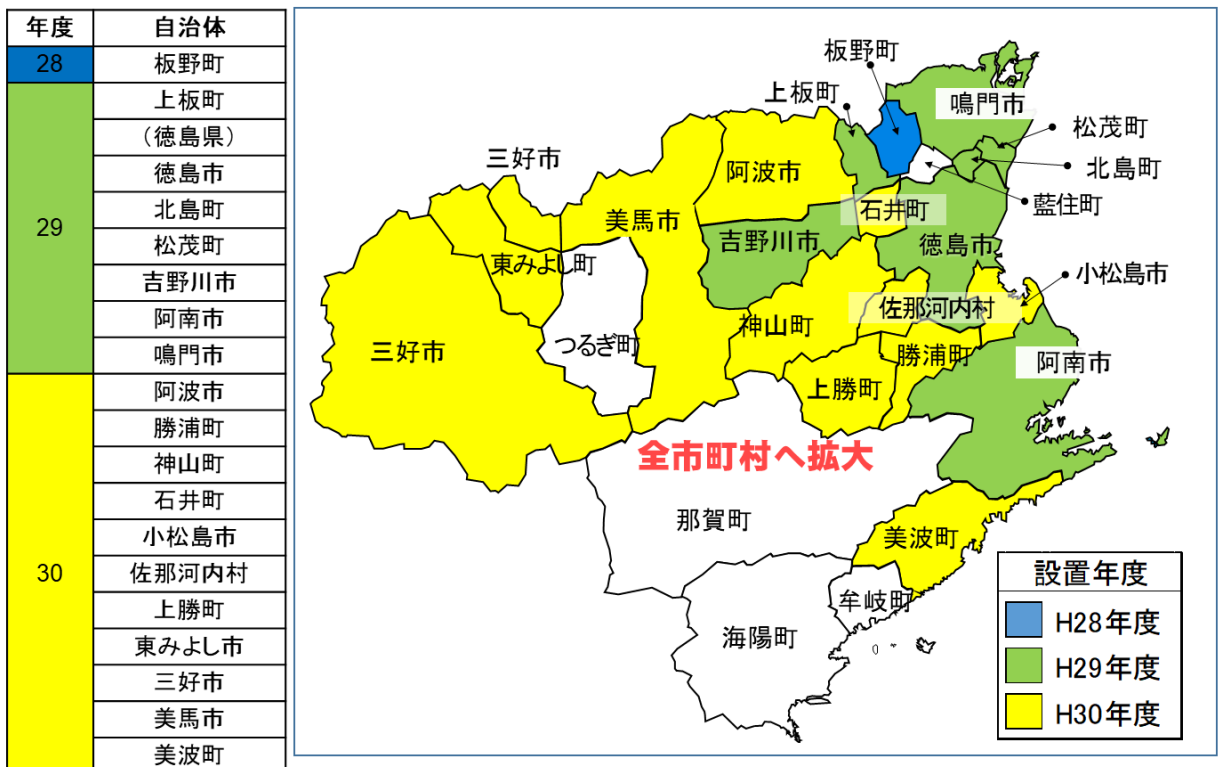 年度 自治体
28 板野町
29 上板町
（徳島県）
徳島市
北島町
松茂町
吉野川市
阿南市
鳴門市
30 阿波市
勝浦町
神山町
石井町
小松島市
佐那河内村
上勝町
東みよし市
三好市
美馬市
美波町
板野町
上板町
鳴門市
松茂町
三好市
阿波市
北島町
藍住町
美馬市
石井町
吉野川市
徳島市
東みよし町
小松島市
佐那河内村
神山町
つるぎ町
三好市
勝浦町
阿南市
上勝町
全市町村へ拡大
那賀町
美波町
牟岐町
海陽町
設置年度
H28年度
H29年度
H30年度